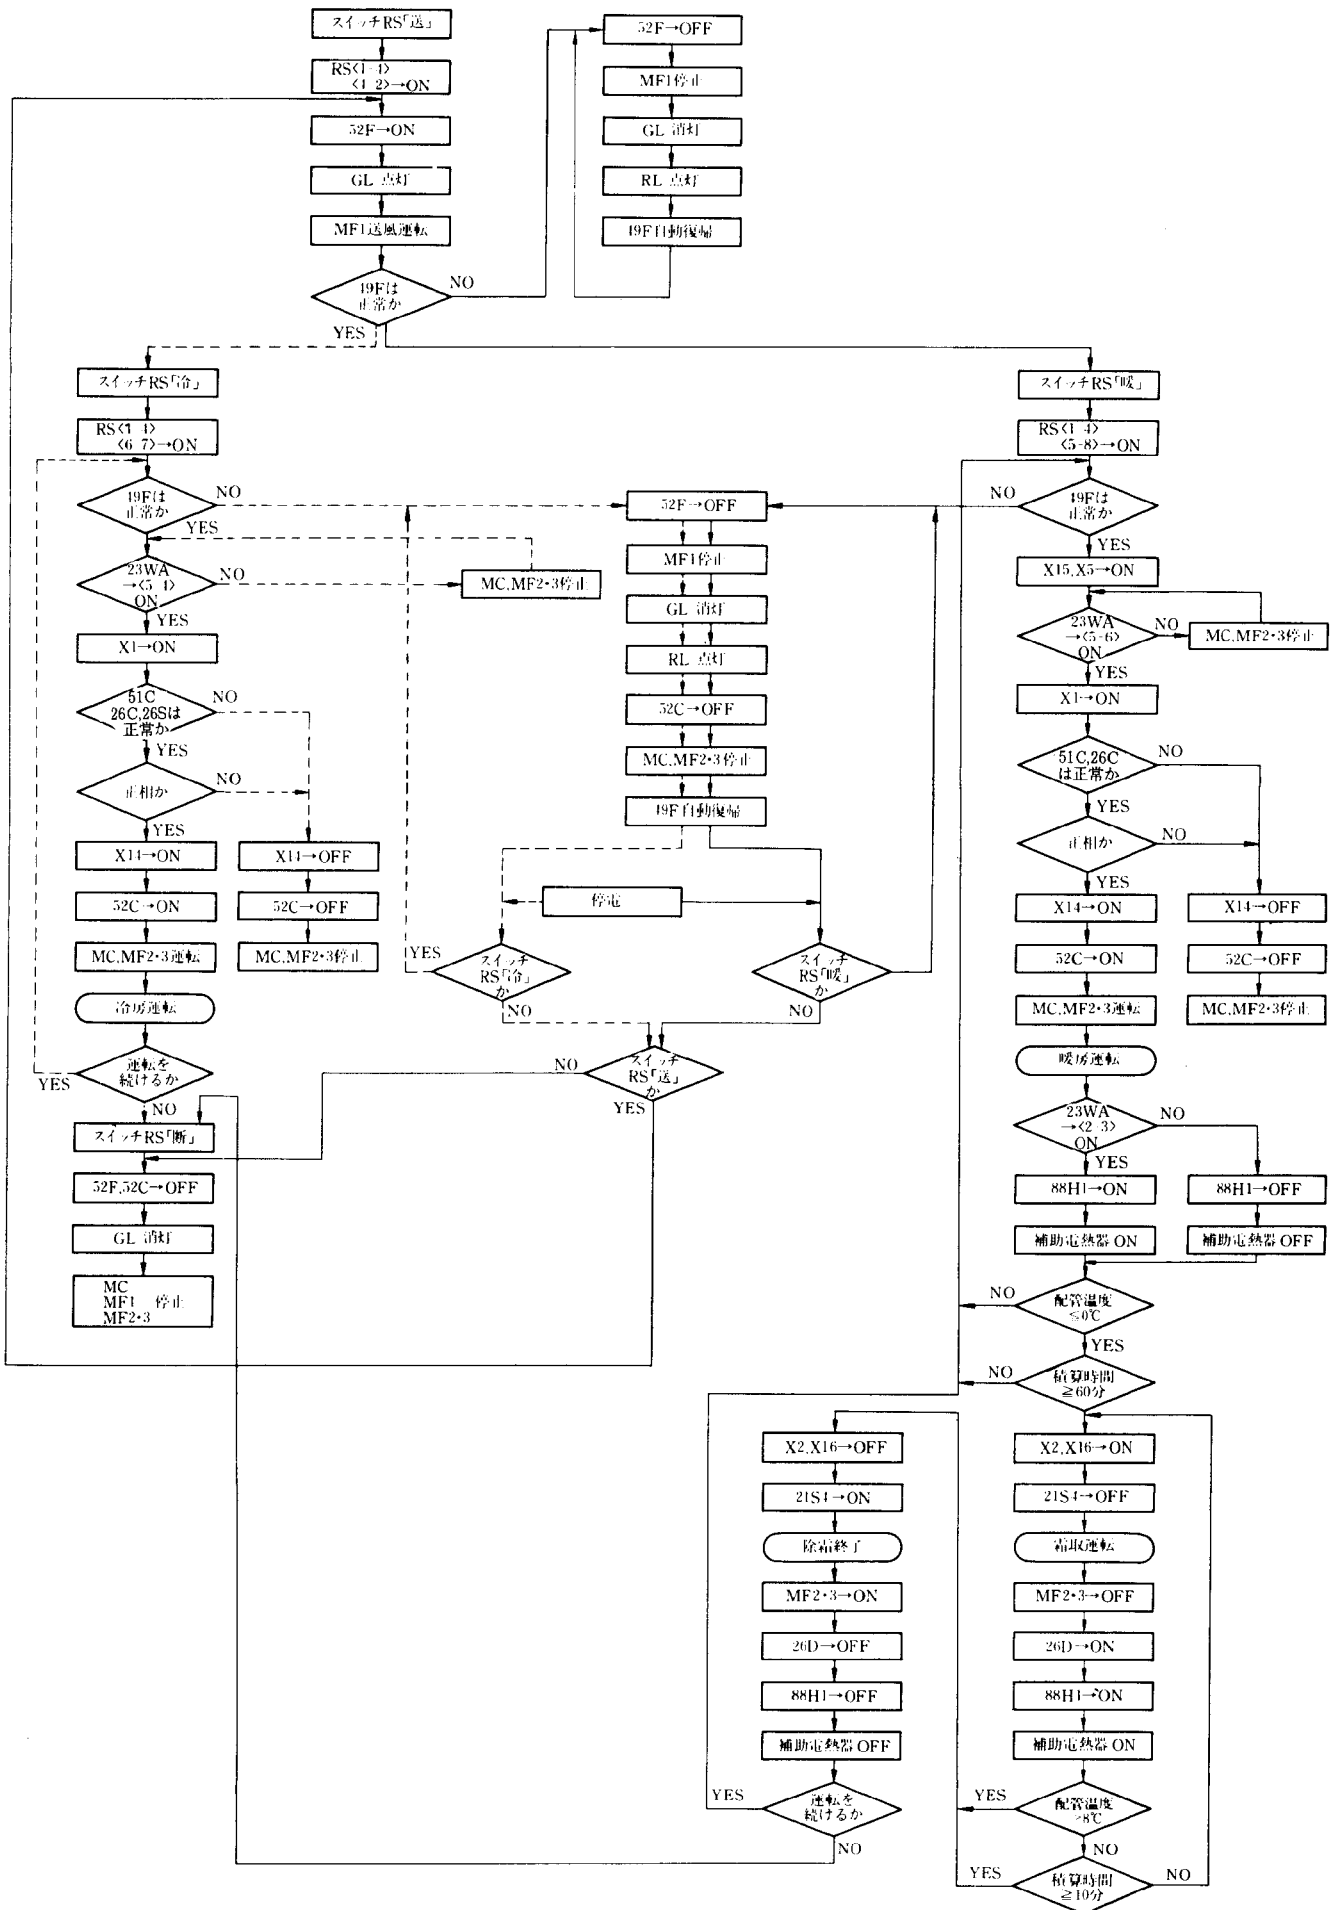 スイッチRS「送」
RS<1-4>
<1-2>→ON
52F→ON
GL 点灯
MF1送風運転
49Fは
正常か
NO
YES
52F→OFF
MF1停止
GL 消灯
RL 点灯
49F自動復帰
スイッチRS「冷」
RS<1-4>
<6-7>→ON
49Fは
正常か
NO
YES
23WA
→<5-4>
ON
NO
YES
MC,MF2・3停止
X1→ON
51C
26C,26Sは
正常か
NO
YES
正相か
NO
YES
X14→ON
52C→ON
MC,MF2・3運転
冷房運転
運転を
続けるか
YES
NO
X14→OFF
52C→OFF
MC,MF2・3停止
スイッチRS「断」
52F,52C→OFF
GL 消灯
MC
MF1 停止
MF2・3
52F→OFF
MF1停止
GL 消灯
RL 点灯
52C→OFF
MC,MF2・3停止
49F自動復帰
停電
スイッチ
RS「冷」
か
YES
NO
スイッチ
RS「暖」
か
NO
スイッチ
RS「送」
か
NO
YES
スイッチRS「暖」
RS<1-4>
<5-8>→ON
49Fは
正常か
NO
YES
X15,X5→ON
23WA
→<5-6>
ON
NO
YES
MC,MF2・3停止
X1→ON
51C,26C
は正常か
NO
YES
正相か
NO
YES
X14→ON
52C→ON
MC,MF2・3運転
暖房運転
X14→OFF
52C→OFF
MC,MF2・3停止
23WA
→<2-3>
ON
NO
YES
88H1→ON
補助電熱器 ON
88H1→OFF
補助電熱器 OFF
配管温度
≦0℃
NO
YES
積算時間
≧60分
NO
X2,X16→ON
21S4→OFF
霜取運転
MF2・3→OFF
26D→ON
88H1→ON
補助電熱器 ON
配管温度
≧8℃
YES
NO
積算時間
≧10分
YES
NO
X2,X16→OFF
21S4→ON
除霜終了
MF2・3→ON
26D→OFF
88H1→OFF
補助電熱器 OFF
運転を
続けるか
YES
NO